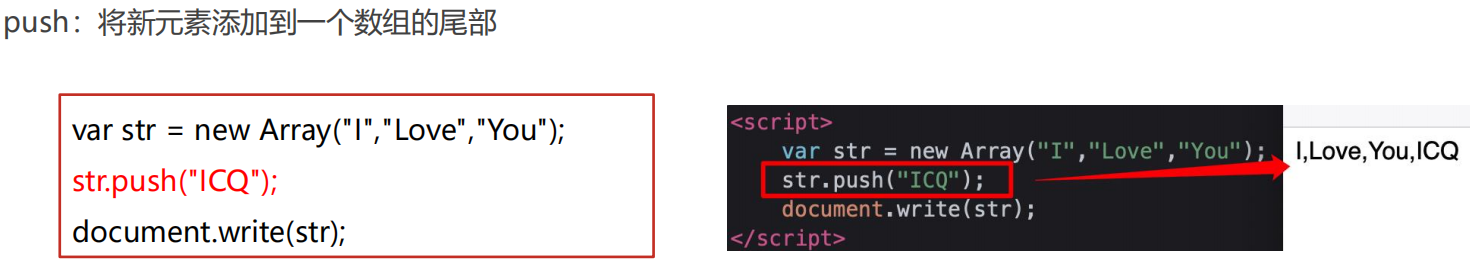 push：将新元素添加到一个数组的尾部
var str = new Array("I","Love","You");
str.push("ICQ");
document.write(str);
<script>
var str = new Array("I","Love","You");
str.push("ICQ");
document.write(str);
</script>
I,Love,You,ICQ